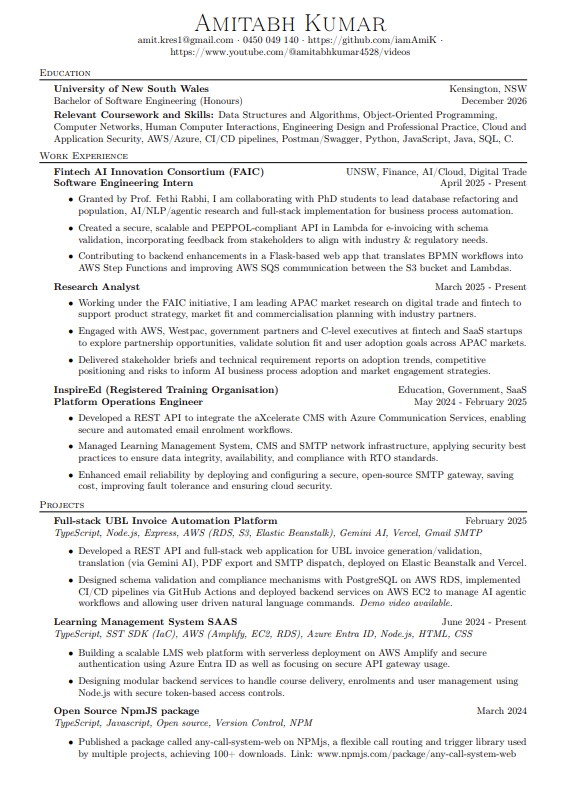 Amitabh Kumar
amit.kres1@gmail.com · 0450 049 140 · https://github.com/iamAmiK ·
https://www.youtube.com/@amitabhkumar4528/videos
Education
University of New South Wales Kensington, NSW
Bachelor of Software Engineering (Honours) December 2026
Relevant Coursework and Skills: Data Structures and Algorithms, Object-Oriented Programming,
Computer Networks, Human Computer Interactions, Engineering Design and Professional Practice, Cloud and
Application Security, AWS/Azure, CI/CD pipelines, Postman/Swagger, Python, JavaScript, Java, SQL, C.
Work Experience
Fintech AI Innovation Consortium (FAIC) UNSW, Finance, AI/Cloud, Digital Trade
Software Engineering Intern April 2025 - Present
• Granted by Prof. Fethi Rabhi, I am collaborating with PhD students to lead database refactoring and
population, AI/NLP/agentic research and full-stack implementation for business process automation.
• Created a secure, scalable and PEPPOL-compliant API in Lambda for e-invoicing with schema
validation, incorporating feedback from stakeholders to align with industry & regulatory needs.
• Contributing to backend enhancements in a Flask-based web app that translates BPMN workflows into
AWS Step Functions and improving AWS SQS communication between the S3 bucket and Lambdas.
Research Analyst March 2025 - Present
• Working under the FAIC initiative, I am leading APAC market research on digital trade and fintech to
support product strategy, market fit and commercialisation planning with industry partners.
• Engaged with AWS, Westpac, government partners and C-level executives at fintech and SaaS startups
to explore partnership opportunities, validate solution fit and user adoption goals across APAC markets.
• Delivered stakeholder briefs and technical requirement reports on adoption trends, competitive
positioning and risks to inform AI business process adoption and market engagement strategies.
InspireEd (Registered Training Organisation) Education, Government, SaaS
Platform Operations Engineer May 2024 - February 2025
• Developed a REST API to integrate the aXcelerate CMS with Azure Communication Services, enabling
secure and automated email enrolment workflows.
• Managed Learning Management System, CMS and SMTP network infrastructure, applying security best
practices to ensure data integrity, availability, and compliance with RTO standards.
• Enhanced email reliability by deploying and configuring a secure, open-source SMTP gateway, saving
cost, improving fault tolerance and ensuring cloud security.
Projects
Full-stack UBL Invoice Automation Platform February 2025
TypeScript, Node.js, Express, AWS (RDS, S3, Elastic Beanstalk), Gemini AI, Vercel, Gmail SMTP
• Developed a REST API and full-stack web application for UBL invoice generation/validation,
translation (via Gemini AI), PDF export and SMTP dispatch, deployed on Elastic Beanstalk and Vercel.
• Designed schema validation and compliance mechanisms with PostgreSQL on AWS RDS, implemented
CI/CD pipelines via GitHub Actions and deployed backend services on AWS EC2 to manage AI agentic
workflows and allowing user driven natural language commands. Demo video available.
Learning Management System SAAS June 2024 - Present
TypeScript, SST SDK (IaC), AWS (Amplify, EC2, RDS), Azure Entra ID, Node.js, HTML, CSS
• Building a scalable LMS web platform with serverless deployment on AWS Amplify and secure
authentication using Azure Entra ID as well as focusing on secure API gateway usage.
• Designing modular backend services to handle course delivery, enrolments and user management using
Node.js with secure token-based access controls.
Open Source NpmJS package March 2024
TypeScript, Javascript, Open source, Version Control, NPM
• Published a package called any-call-system-web on NPMjs, a flexible call routing and trigger library used
by multiple projects, achieving 100+ downloads. Link: www.npmjs.com/package/any-call-system-web